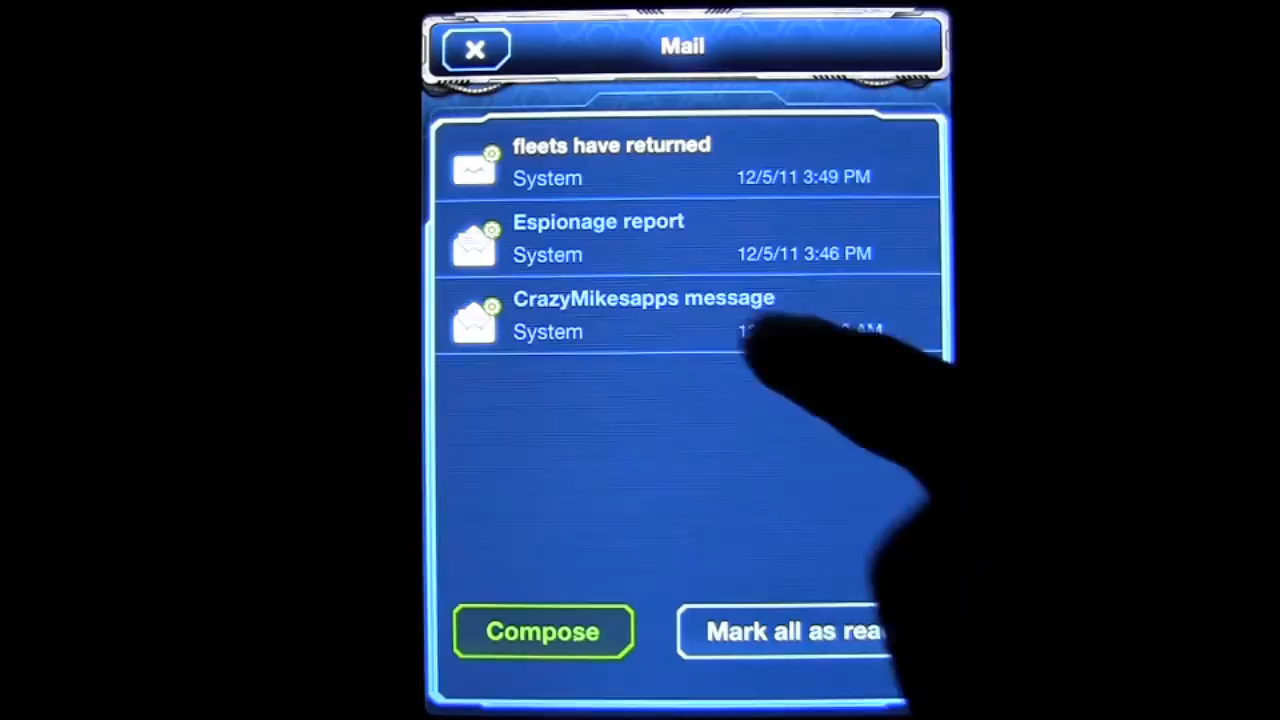 Mail
fleets have returned
System
12/5/11 3:49 PM
Espionage report
System
12/5/11 3:46 PM
CrazyMikesapps message
System
AM
Compose
Mark all as